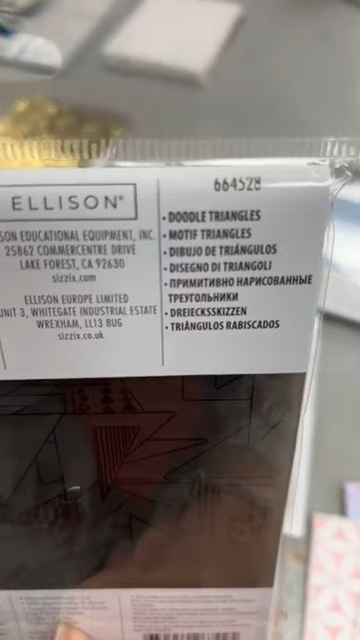 ELLISON®
SON EDUCATIONAL EQUIPMENT, INC.
25862 COMMERCENTRE DRIVE
LAKE FOREST, CA 92630
sizzix.com
ELLISON EUROPE LIMITED
UNIT 3, WHITEGATE INDUSTRIAL ESTATE
WREXHAM, LL13 8UG
sizzix.co.uk
664528
• DOODLE TRIANGLES
• MOTIF TRIANGLES
• DIBUJO DE TRIÁNGULOS
• DISEGNO DI TRIANGOLI
• ПРИМИТИВНО НАРИСОВАННЫЕ
ТРЕУГОЛЬНИКИ
• DREIECKSSKIZZEN
• TRIÂNGULOS RABISCADOS